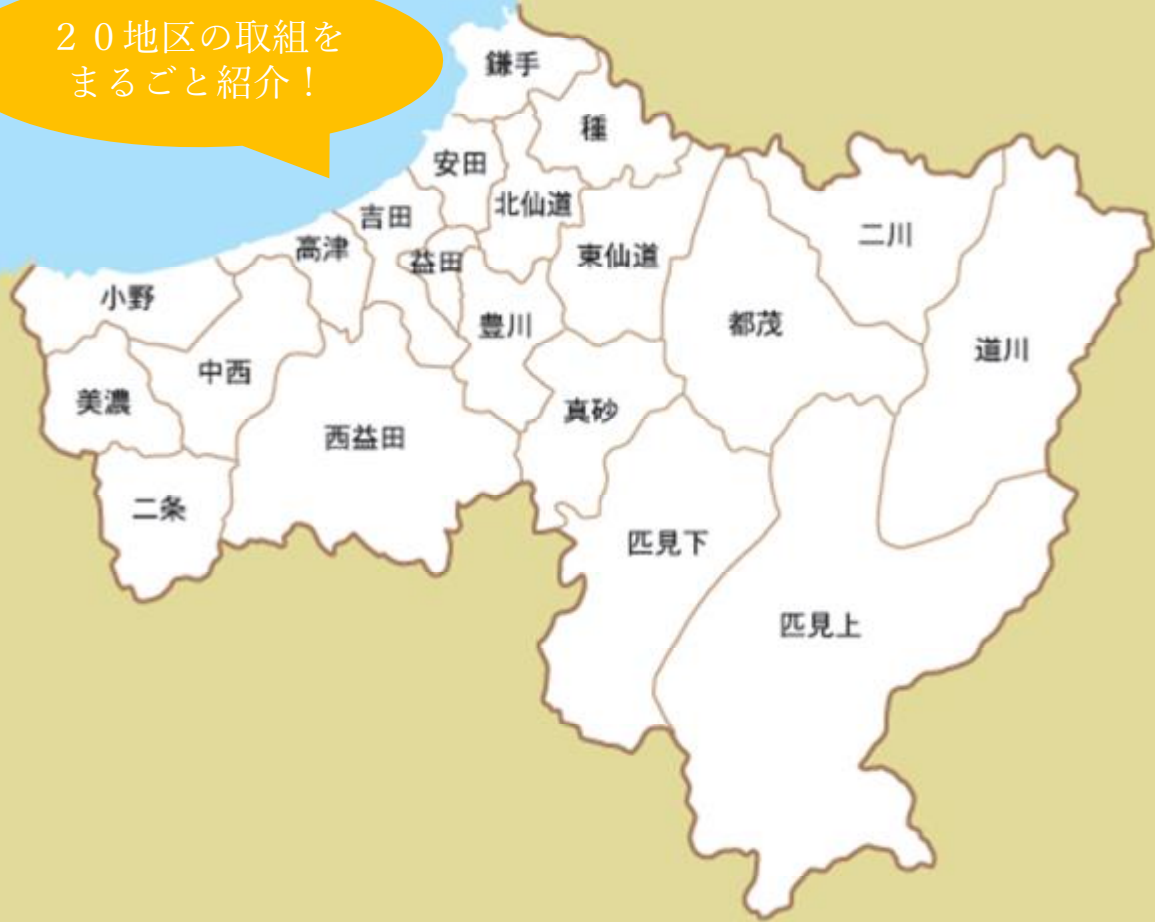 ２０地区の取組を
まるごと紹介！
鎌手
種
安田
北仙道
吉田
高津
益田
東仙道
二川
小野
豊川
都茂
道川
中西
美濃
真砂
西益田
二条
匹見下
匹見上